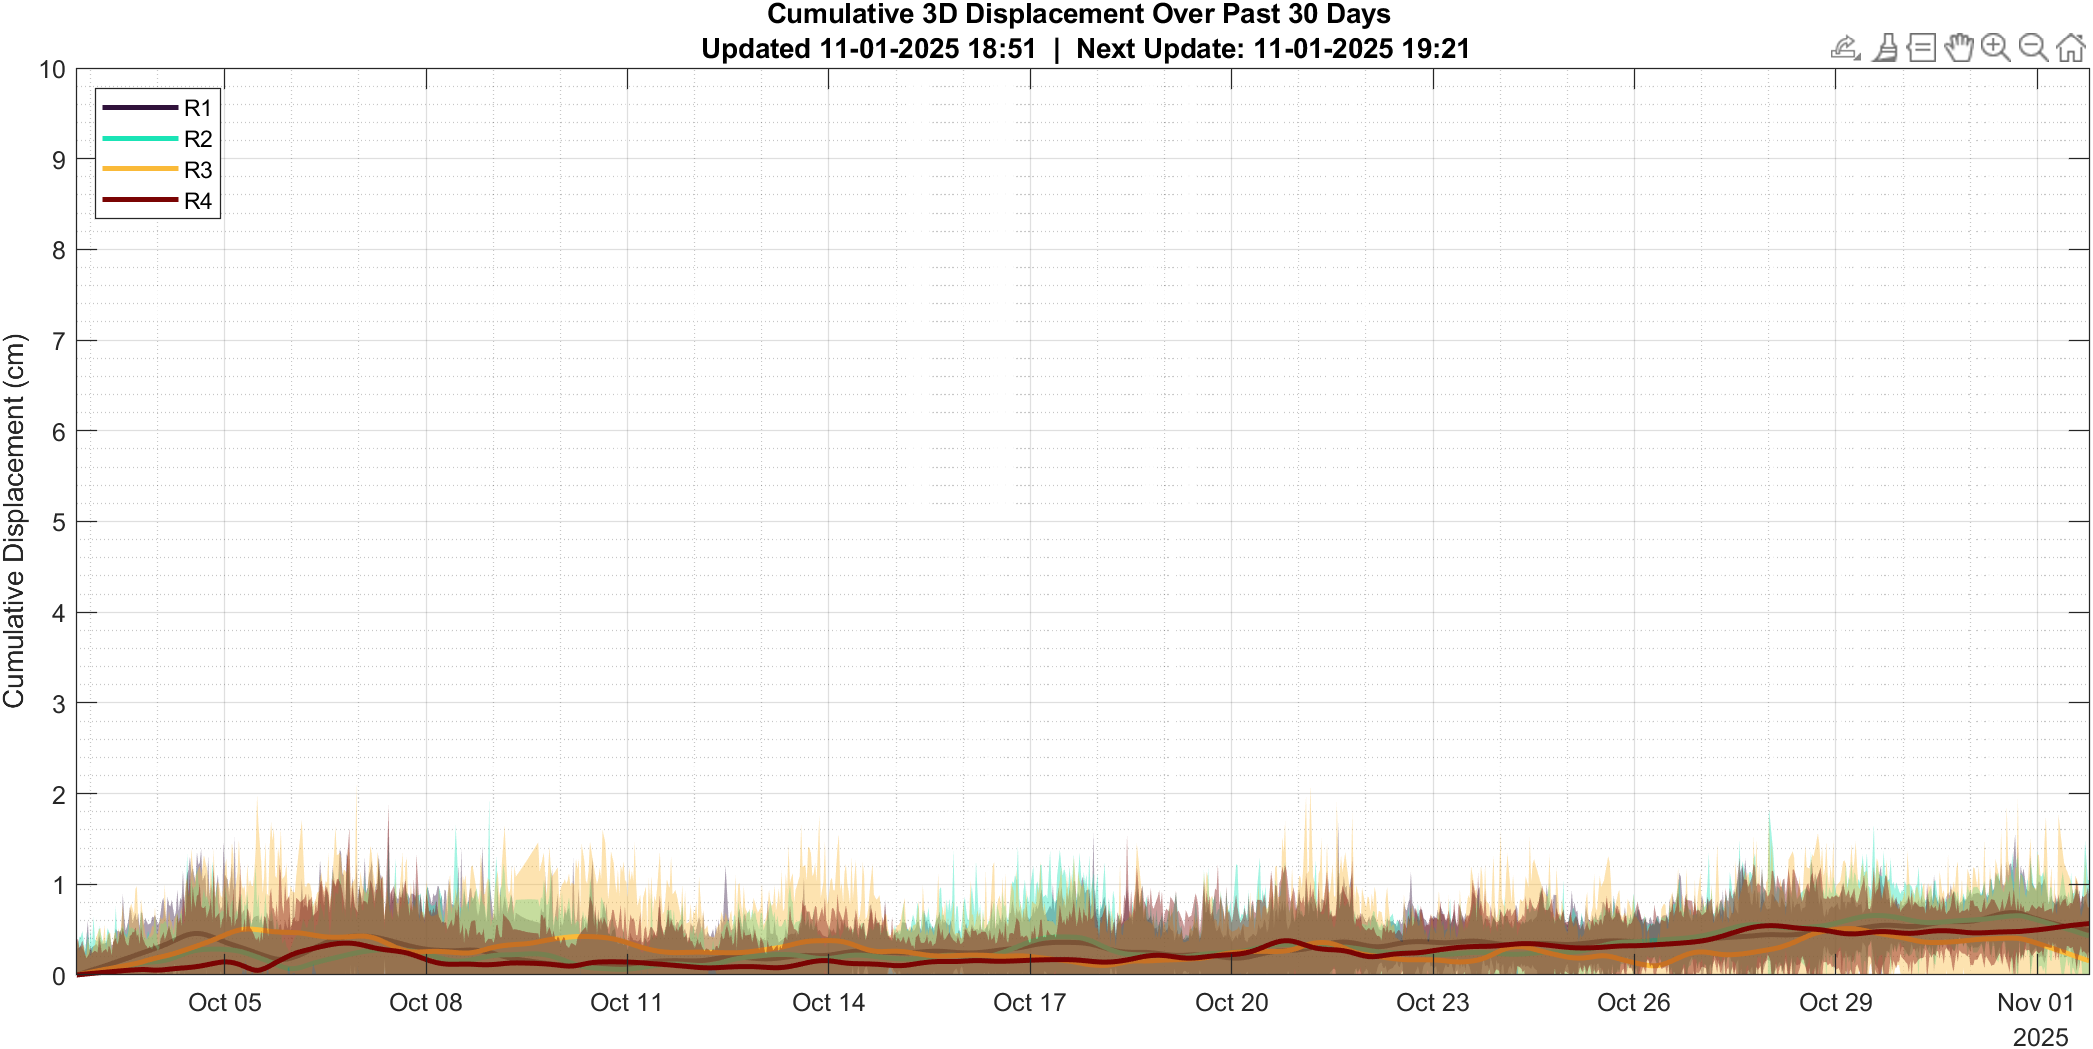 Cumulative 3D Displacement Over Past 30 Days
Updated 11-01-2025 18:51 | Next Update: 11-01-2025 19:21
R1
R2
R3
R4
Cumulative Displacement (cm)
10
9
8
7
6
5
4
3
2
1
0
Oct 05
Oct 08
Oct 11
Oct 14
Oct 17
Oct 20
Oct 23
Oct 26
Oct 29
Nov 01
2025